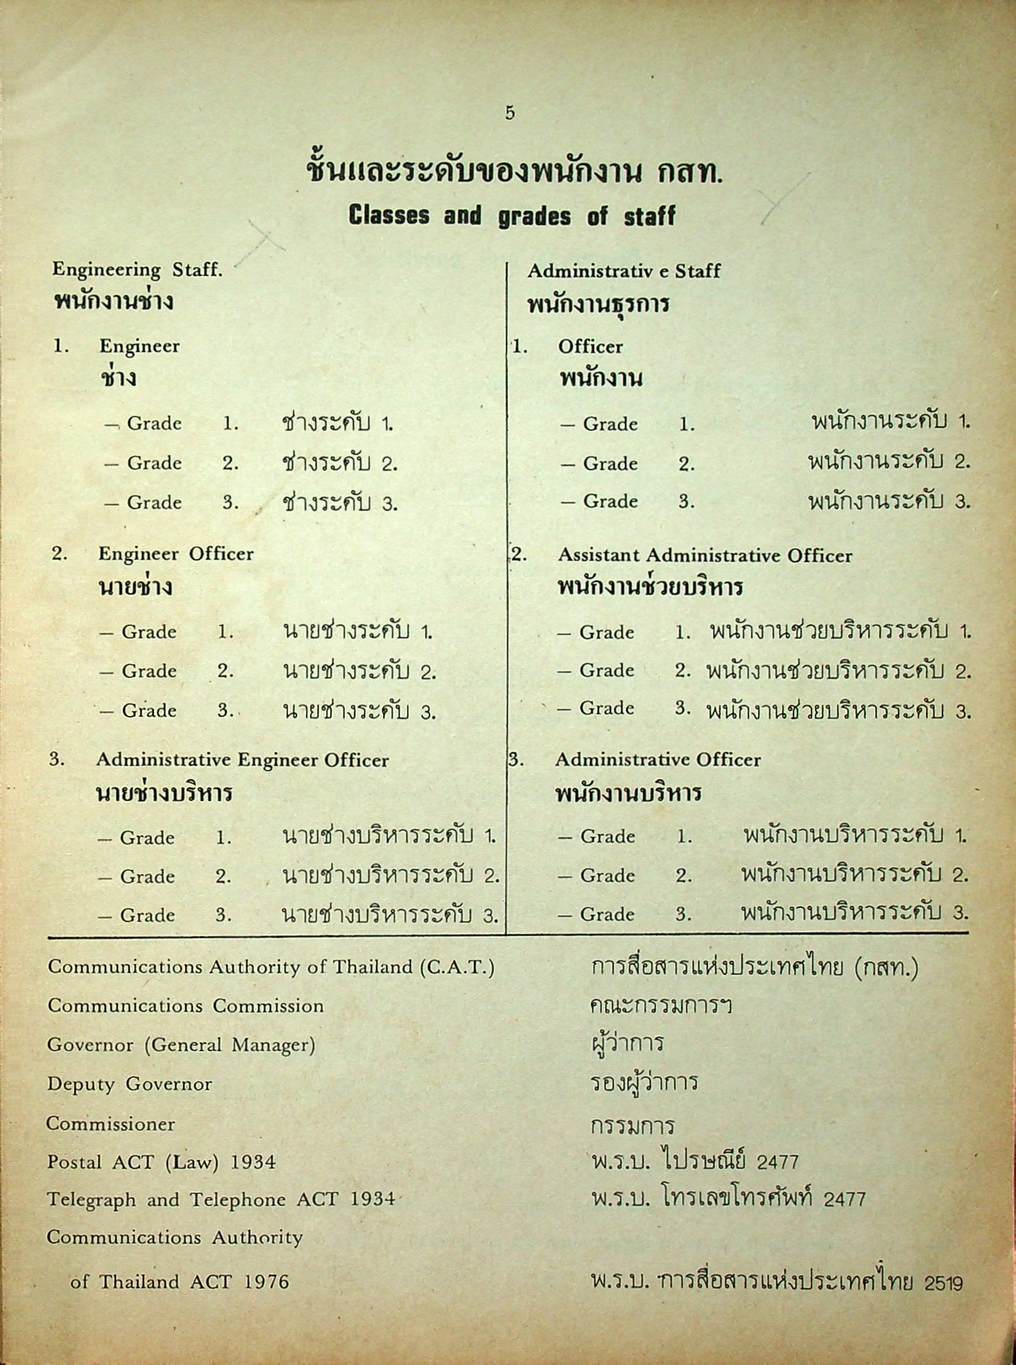 5
ชั้นและระดับของพนักงาน กสท.
Classes and grades of staff
Engineering Staff.
พนักงานช่าง
1. Engineer
ช่าง
– Grade 1. ช่างระดับ 1.
– Grade 2. ช่างระดับ 2.
– Grade 3. ช่างระดับ 3.
2. Engineer Officer
นายช่าง
– Grade 1. นายช่างระดับ 1.
– Grade 2. นายช่างระดับ 2.
– Grade 3. นายช่างระดับ 3.
3. Administrative Engineer Officer
นายช่างบริหาร
– Grade 1. นายช่างบริหารระดับ 1.
– Grade 2. นายช่างบริหารระดับ 2.
– Grade 3. นายช่างบริหารระดับ 3.
Administrativ e Staff
พนักงานธุรการ
1. Officer
พนักงาน
– Grade 1. พนักงานระดับ 1.
– Grade 2. พนักงานระดับ 2.
– Grade 3. พนักงานระดับ 3.
2. Assistant Administrative Officer
พนักงานช่วยบริหาร
– Grade 1. พนักงานช่วยบริหารระดับ 1.
– Grade 2. พนักงานช่วยบริหารระดับ 2.
– Grade 3. พนักงานช่วยบริหารระดับ 3.
3. Administrative Officer
พนักงานบริหาร
– Grade 1. พนักงานบริหารระดับ 1.
– Grade 2. พนักงานบริหารระดับ 2.
– Grade 3. พนักงานบริหารระดับ 3.
Communications Authority of Thailand (C.A.T.) การสื่อสารแห่งประเทศไทย (กสท.)
Communications Commission คณะกรรมการฯ
Governor (General Manager) ผู้ว่าการ
Deputy Governor รองผู้ว่าการ
Commissioner กรรมการ
Postal ACT (Law) 1934 พ.ร.บ. ไปรษณีย์ 2477
Telegraph and Telephone ACT 1934 พ.ร.บ. โทรเลขโทรศัพท์ 2477
Communications Authority
of Thailand ACT 1976 พ.ร.บ. การสื่อสารแห่งประเทศไทย 2519